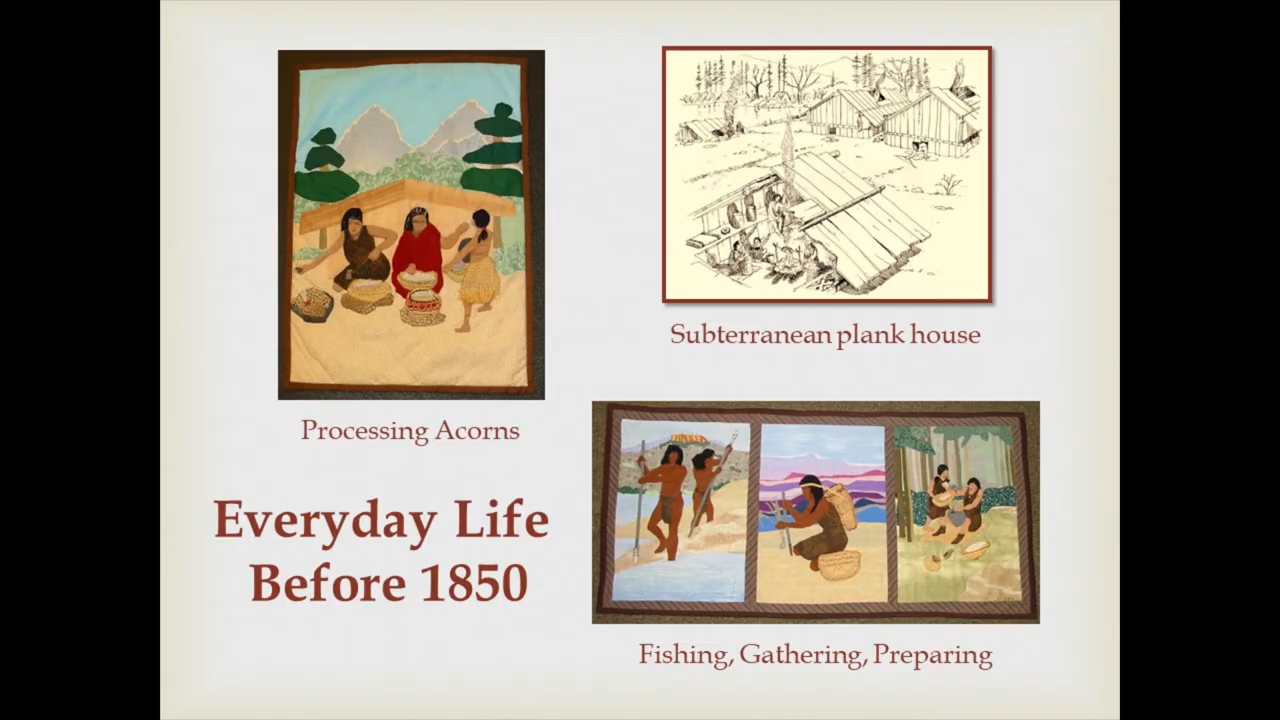 Processing Acorns
Subterranean plank house
Everyday Life
Before 1850
Fishing, Gathering, Preparing